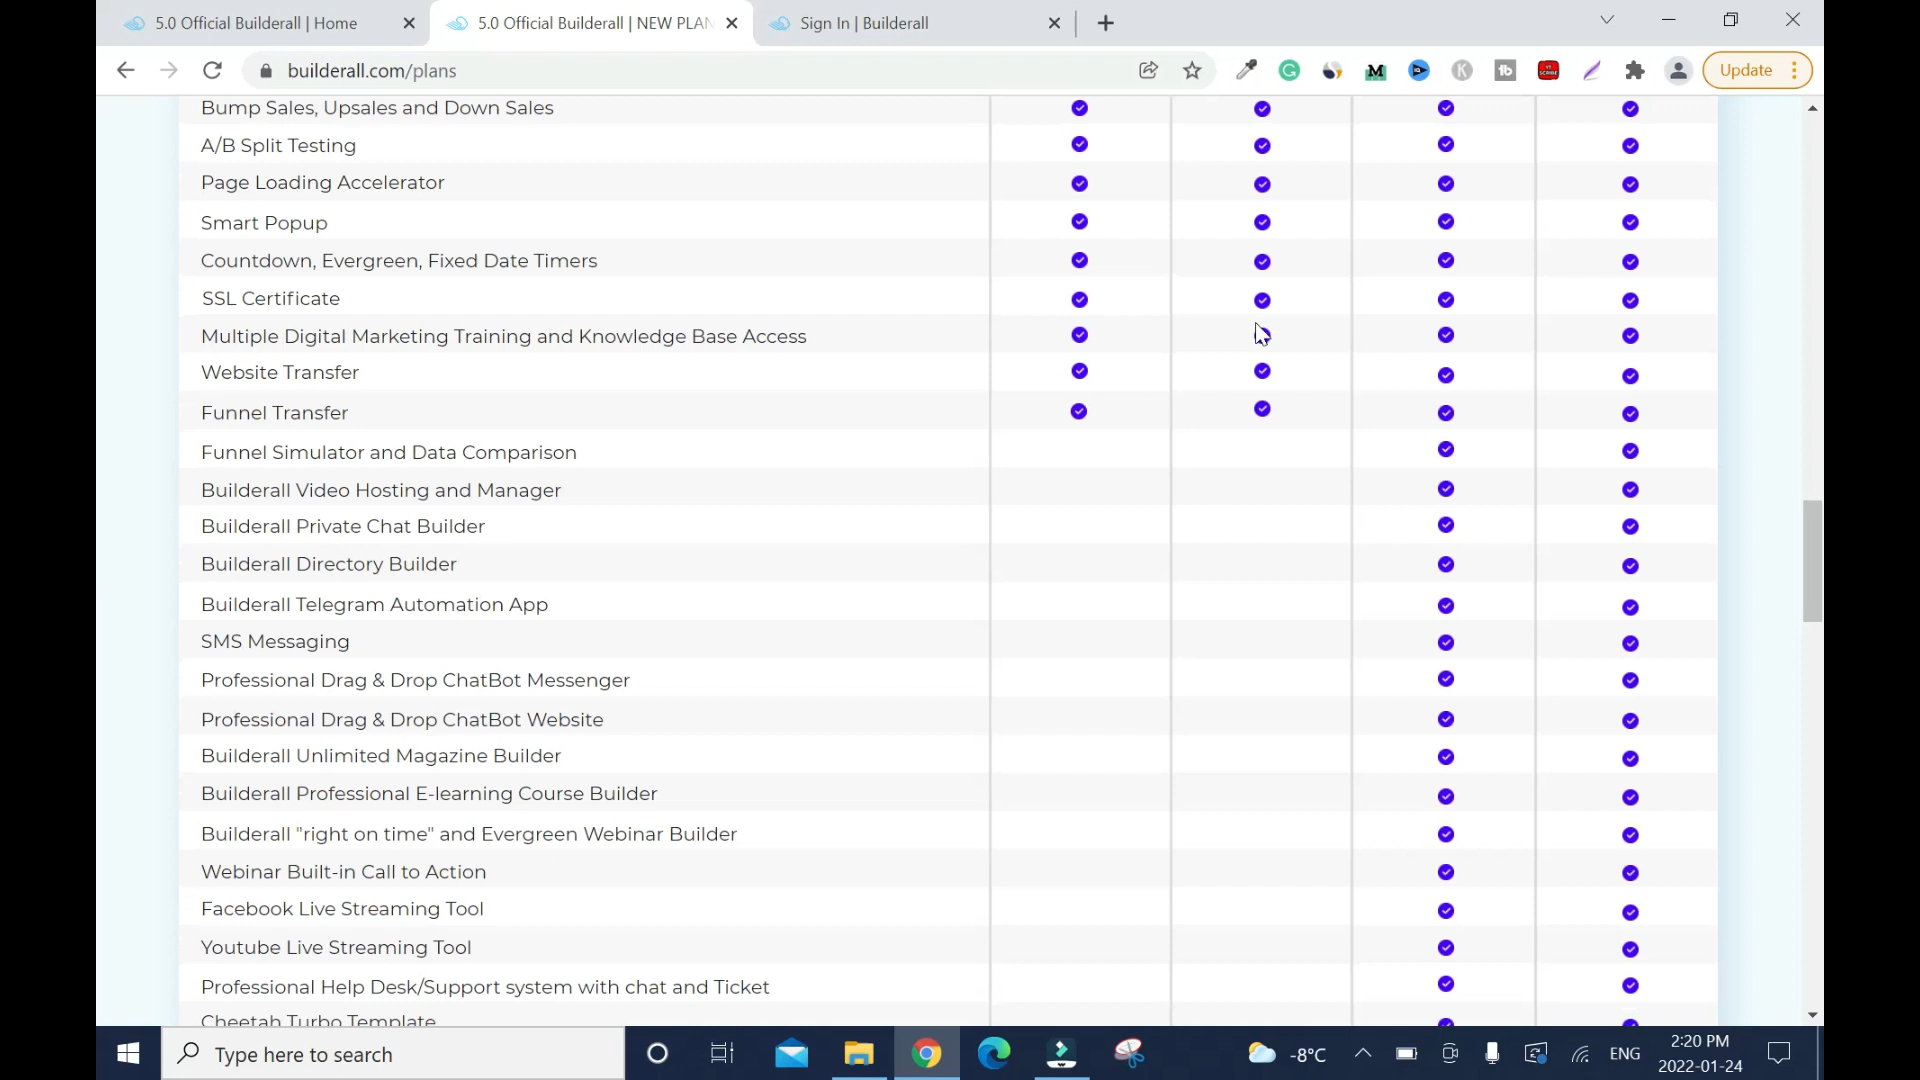 5.0 Official Builderall | Home
5.0 Official Builderall | NEW PLAN
Sign In | Builderall
builderall.com/plans
Update
Bump Sales, Upsales and Down Sales
A/B Split Testing
Page Loading Accelerator
Smart Popup
Countdown, Evergreen, Fixed Date Timers
SSL Certificate
Multiple Digital Marketing Training and Knowledge Base Access
Website Transfer
Funnel Transfer
Funnel Simulator and Data Comparison
Builderall Video Hosting and Manager
Builderall Private Chat Builder
Builderall Directory Builder
Builderall Telegram Automation App
SMS Messaging
Professional Drag & Drop ChatBot Messenger
Professional Drag & Drop ChatBot Website
Builderall Unlimited Magazine Builder
Builderall Professional E-learning Course Builder
Builderall "right on time" and Evergreen Webinar Builder
Webinar Built-in Call to Action
Facebook Live Streaming Tool
Youtube Live Streaming Tool
Professional Help Desk/Support system with chat and Ticket
Cheetah Turbo Template
Type here to search
-8°C
ENG
2:20 PM
2022-01-24